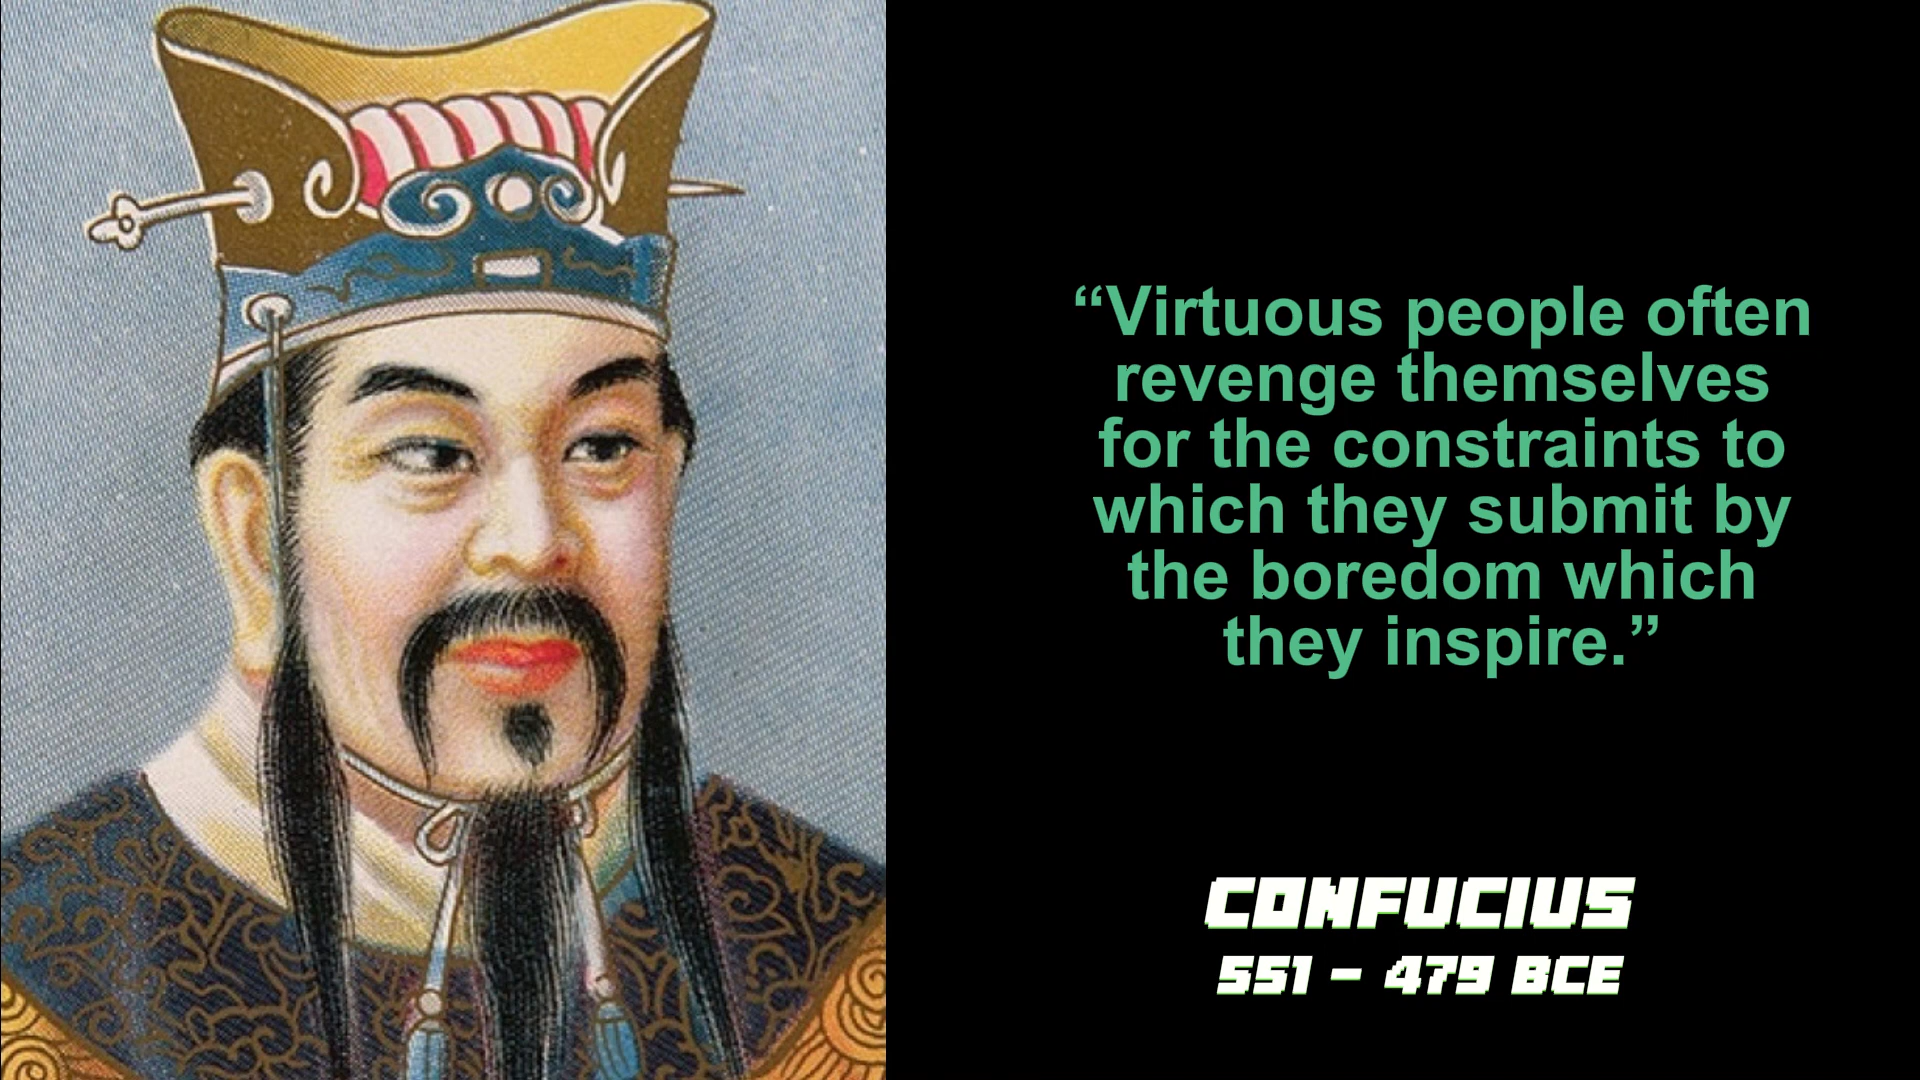 “Virtuous people often
revenge themselves
for the constraints to
which they submit by
the boredom which
they inspire.”
CONFUCIUS
551 – 479 BCE